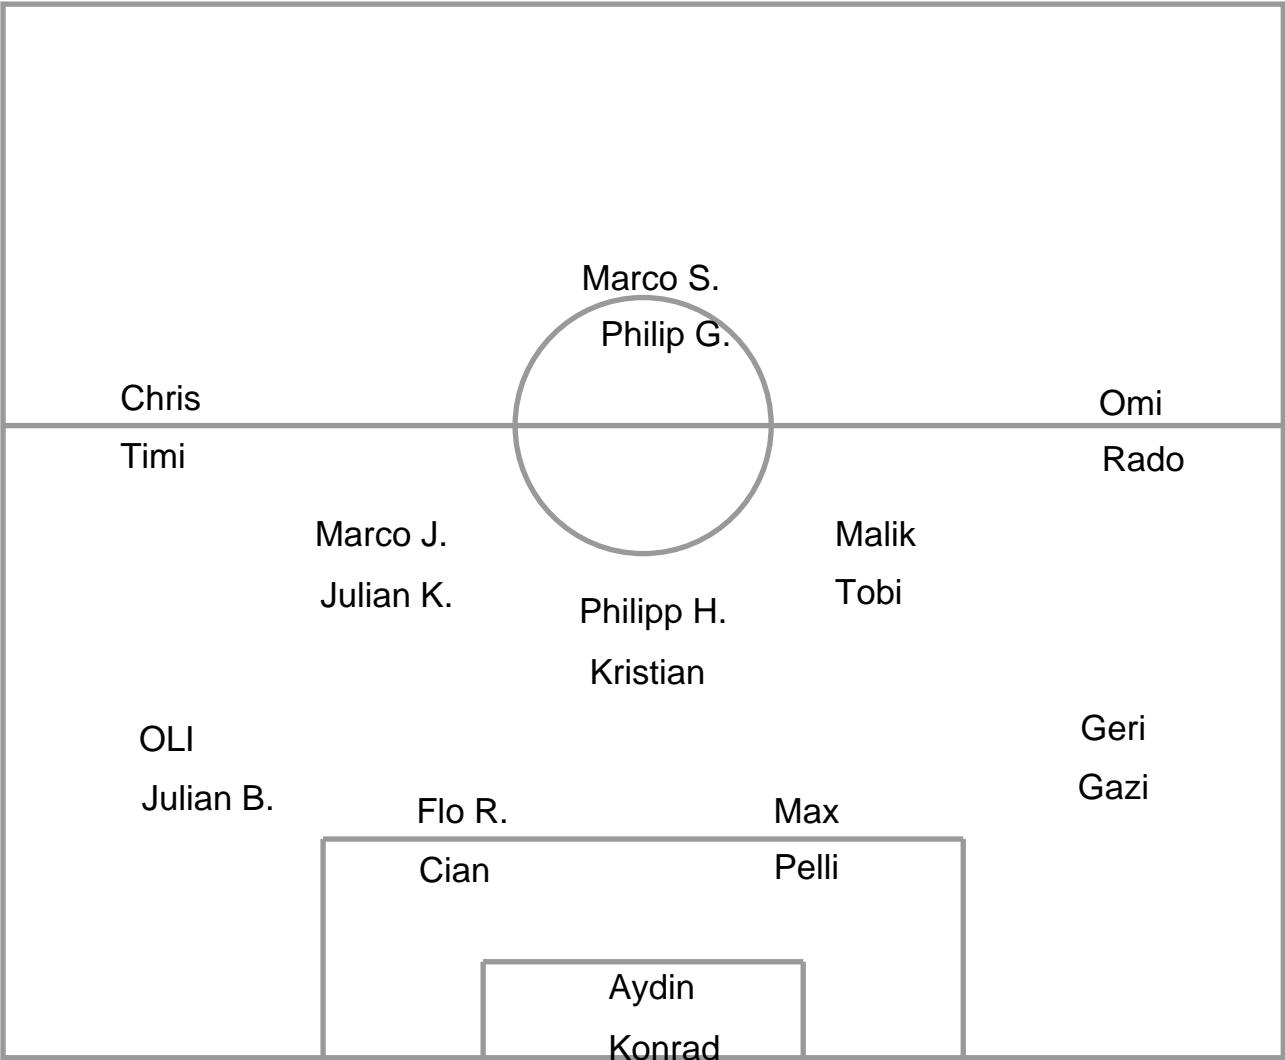 Marco S.
Philip G.
Chris
Omi
Timi
Rado
Marco J.
Malik
Julian K.
Tobi
Philipp H.
Kristian
OLI
Geri
Julian B.
Gazi
Flo R.
Max
Cian
Pelli
Aydin
Konrad